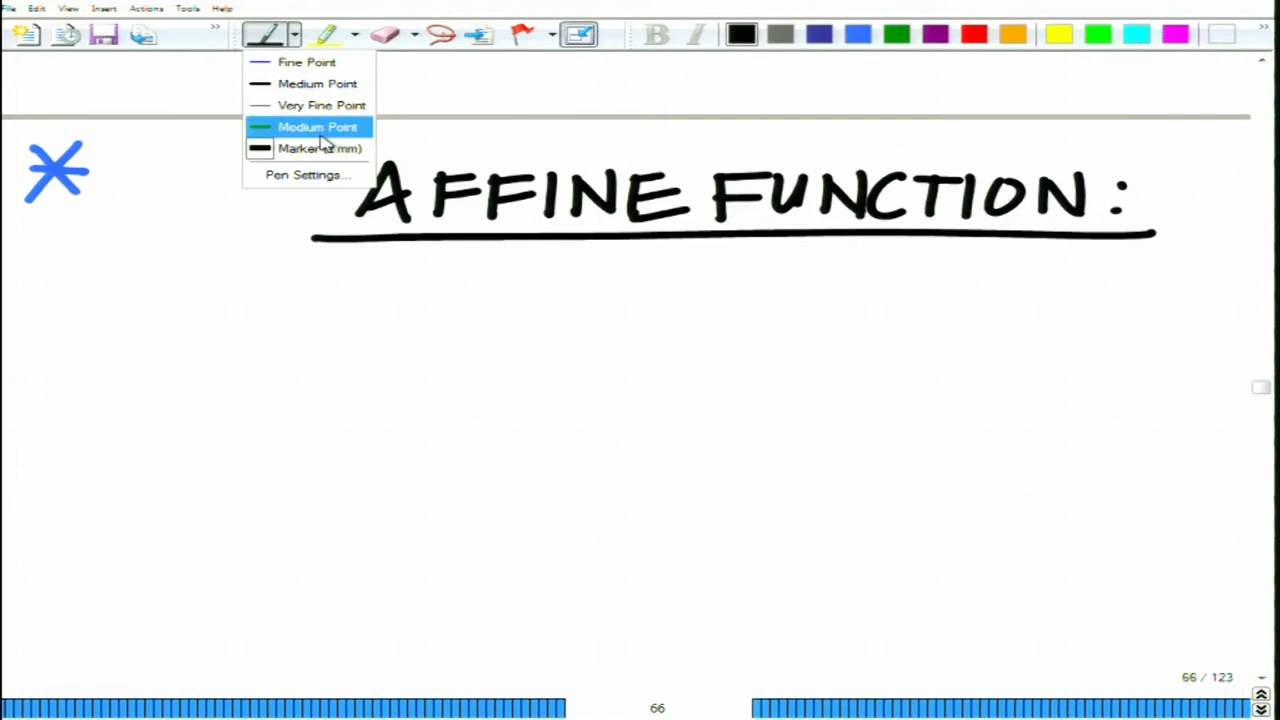 File Edit View Insert Actions Tools Help
»
B I
»
Fine Point
Medium Point
Very Fine Point
Medium Point
mm)
Pen Settings...
* AFFINE FUNCTION:
66 / 123
66